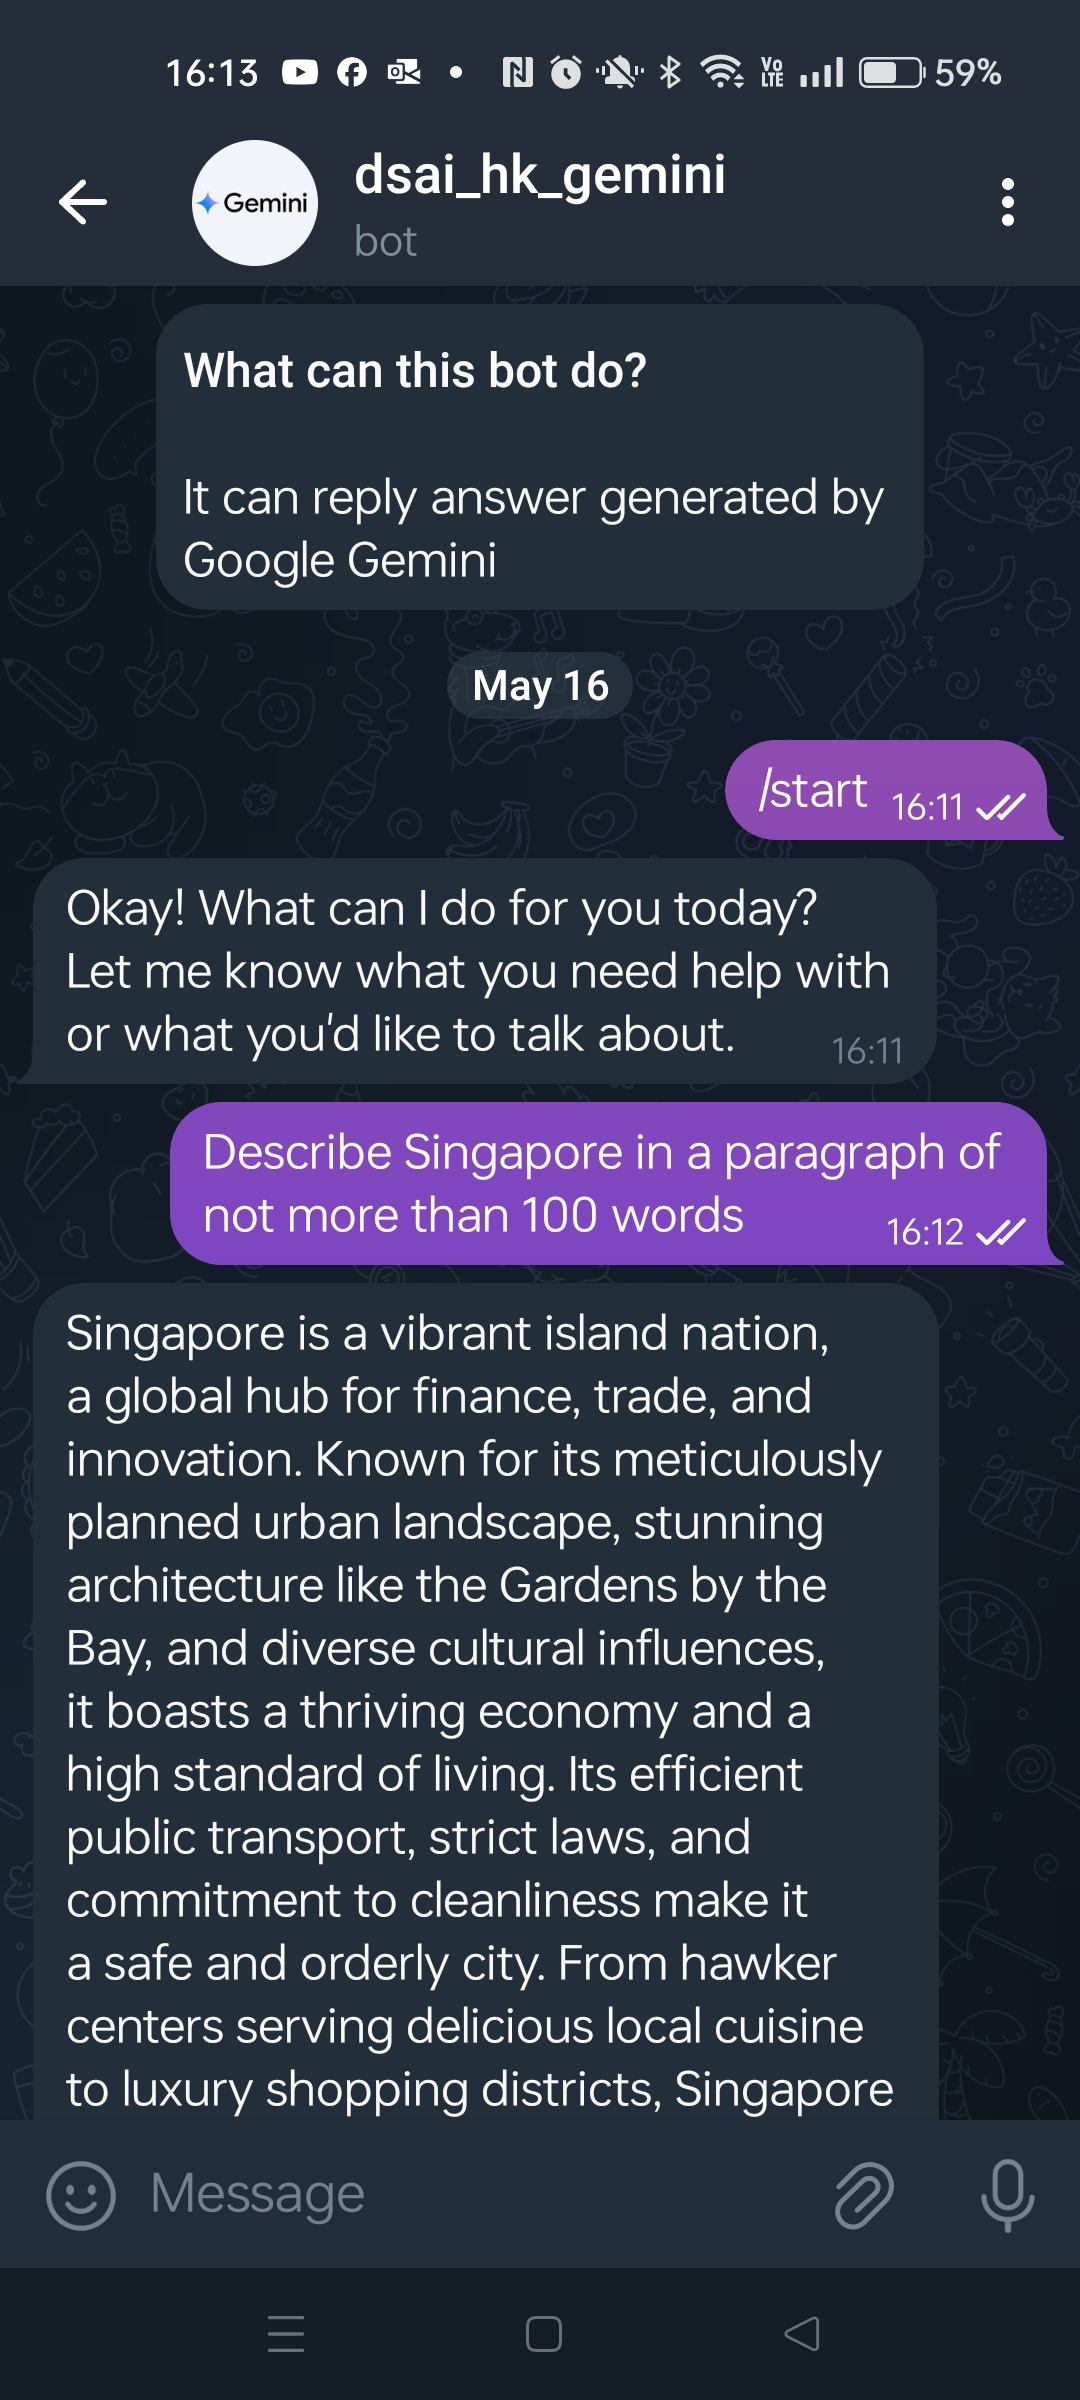 16:13
Vo
LTE
59%
Gemini
dsai_hk_gemini
bot
What can this bot do?
It can reply answer generated by
Google Gemini
May 16
/start 16:11
Okay! What can I do for you today?
Let me know what you need help with
or what you'd like to talk about. 16:11
Describe Singapore in a paragraph of
not more than 100 words 16:12
Singapore is a vibrant island nation,
a global hub for finance, trade, and
innovation. Known for its meticulously
planned urban landscape, stunning
architecture like the Gardens by the
Bay, and diverse cultural influences,
it boasts a thriving economy and a
high standard of living. Its efficient
public transport, strict laws, and
commitment to cleanliness make it
a safe and orderly city. From hawker
centers serving delicious local cuisine
to luxury shopping districts, Singapore
Message